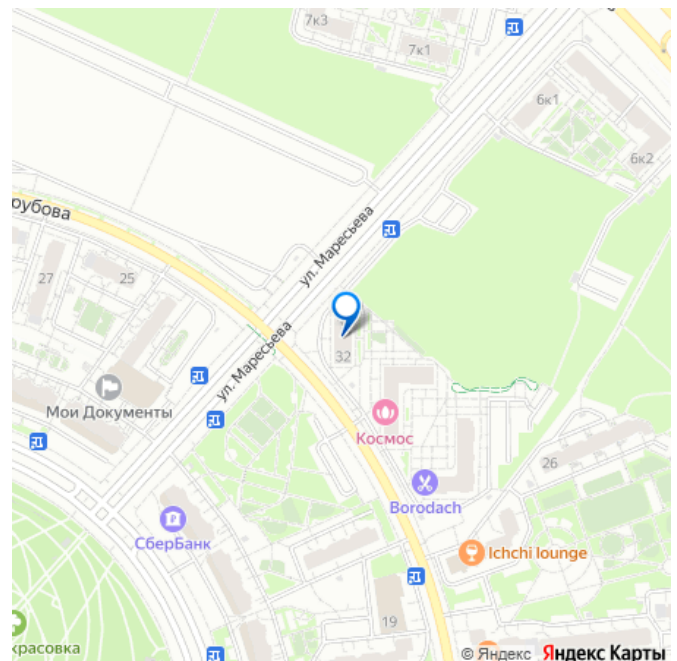 7к3
7к1
6к1
6к2
рубова
27
25
ул. Маресьева
ул. Маресьева
32
Мои Документы
Космос
26
Borodach
СберБанк
Ichchi lounge
19
красовка
© Яндекс Яндекс Карты